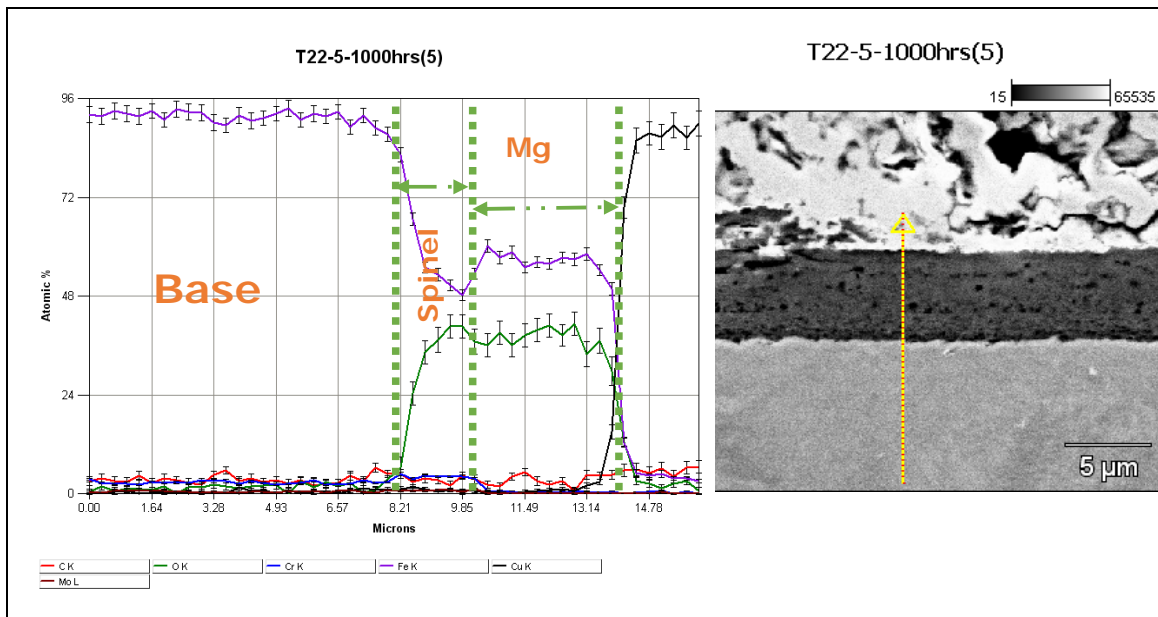 T22-5-1000hrs(5)
96
72
48
24
0
Atomic %
Base
Spinel
Mg
0.00 1.64 3.28 4.93 6.57 8.21 9.85 11.49 13.14 14.78
Microns
C K O K Cr K Fe K Cu K
Mo L
T22-5-1000hrs(5)
15 65535
5 µm